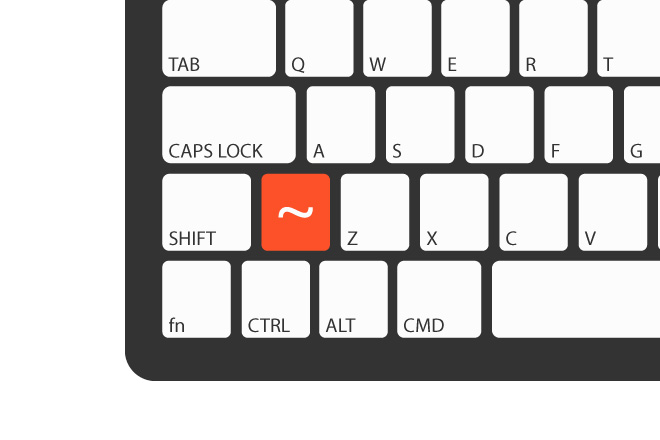 TAB Q W E R T
CAPS LOCK A S D F G
SHIFT ~ Z X C V
fn CTRL ALT CMD